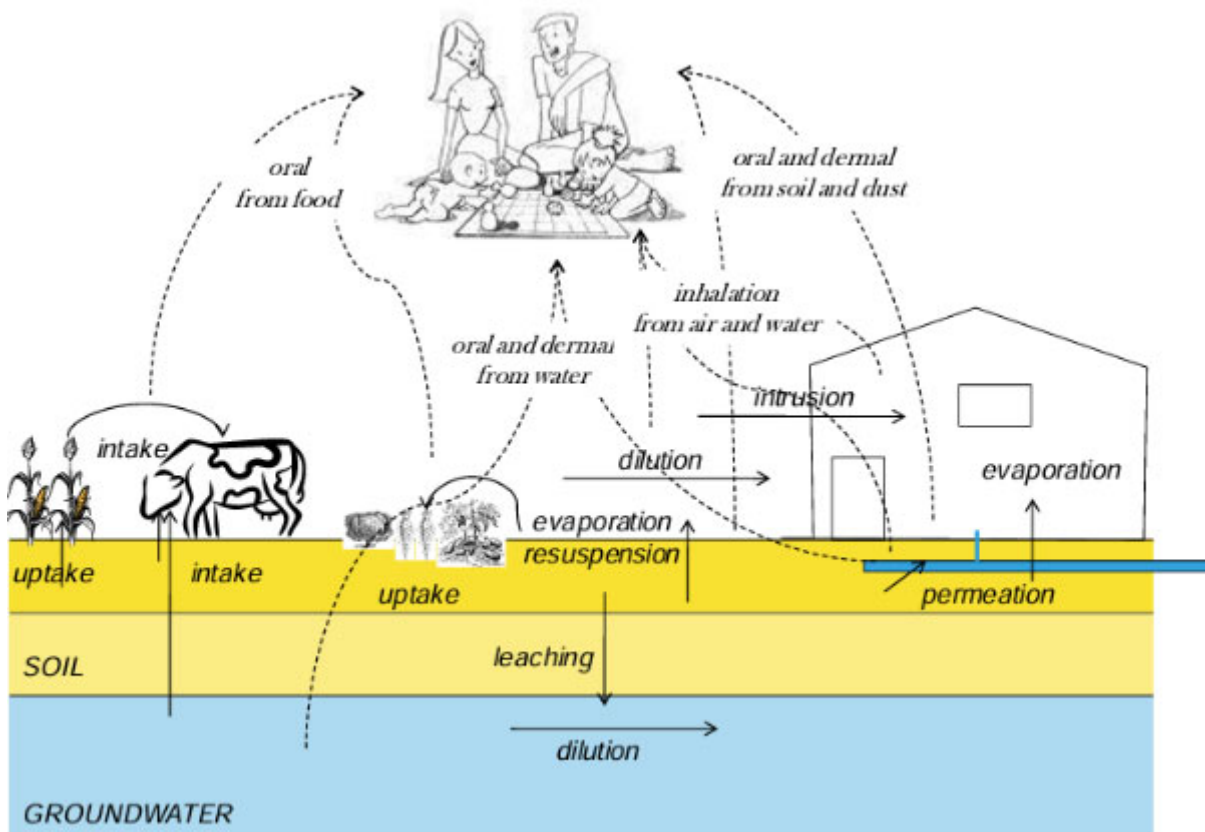 oral
from food
oral and dermal
from soil and dust
inhalation
from air and water
oral and dermal
from water
intrusion
intake
dilution
evaporation
evaporation
resuspension
uptake
intake
uptake
permeation
leaching
SOIL
dilution
GROUNDWATER